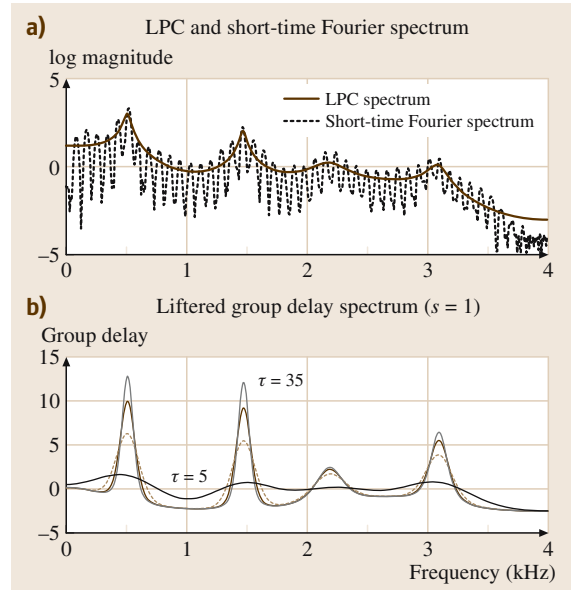 a) LPC and short-time Fourier spectrum
log magnitude
5
LPC spectrum
Short-time Fourier spectrum
0
−5
0 1 2 3 4
b) Liftered group delay spectrum (s = 1)
Group delay
15
τ = 35
10
5
τ = 5
0
−5
0 1 2 3 4
Frequency (kHz)